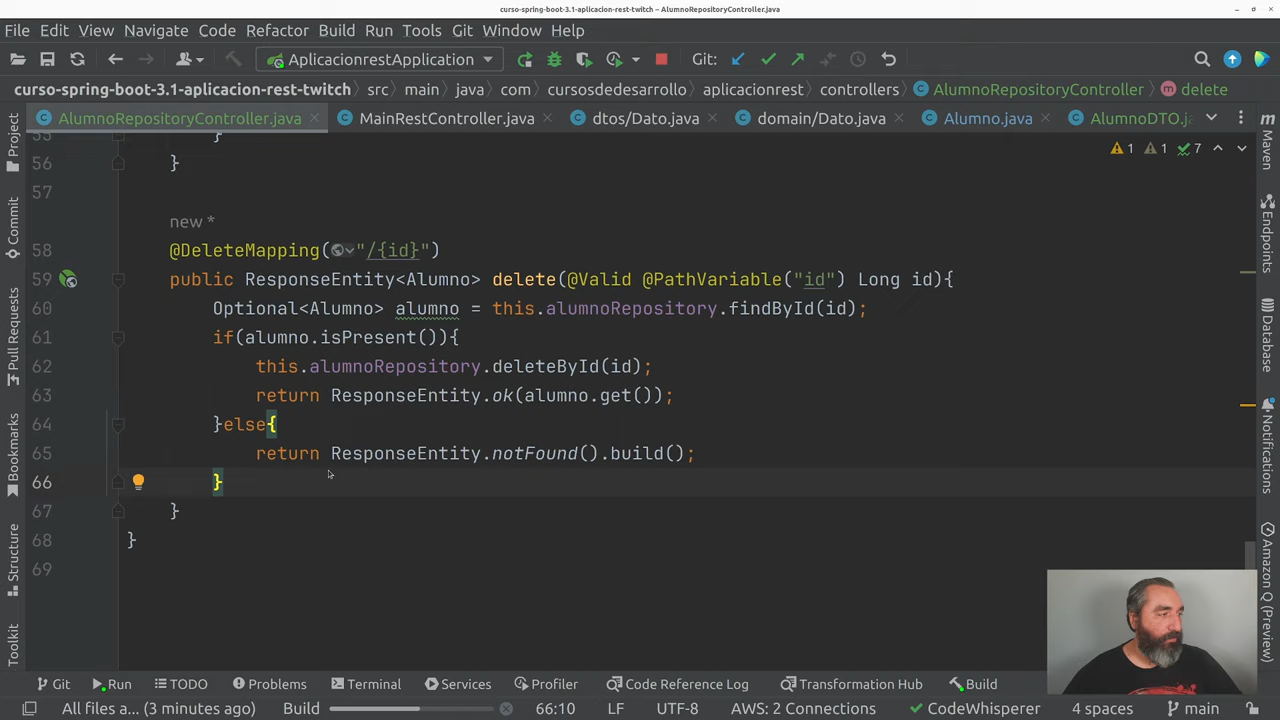 curso-spring-boot-3.1-aplicacion-rest-twitch – AlumnoRepositoryController.java
File Edit View Navigate Code Refactor Build Run Tools Git Window Help
AplicacionrestApplication Git:
curso-spring-boot-3.1-aplicacion-rest-twitch src main java com cursosdedesarrollo aplicacionrest controllers AlumnoRepositoryController delete
AlumnoRepositoryController.java MainRestController.java dtos/Dato.java domain/Dato.java Alumno.java AlumnoDTO.j
1 1 7
55 }
56 }
57
new *
58 @DeleteMapping("/{id}")
59 public ResponseEntity<Alumno> delete(@Valid @PathVariable("id") Long id){
60 Optional<Alumno> alumno = this.alumnoRepository.findById(id);
61 if(alumno.isPresent()){
62 this.alumnoRepository.deleteById(id);
63 return ResponseEntity.ok(alumno.get());
64 }else{
65 return ResponseEntity.notFound().build();
66 }
67 }
68 }
69
Project
Commit
Pull Requests
Bookmarks
Structure
Toolkit
Maven
Endpoints
Database
Notifications
Amazon Q (Preview)
Git Run TODO Problems Terminal Services Profiler Code Reference Log Transformation Hub Build
All files a... (3 minutes ago) Build 66:10 LF UTF-8 AWS: 2 Connections CodeWhisperer 4 spaces main